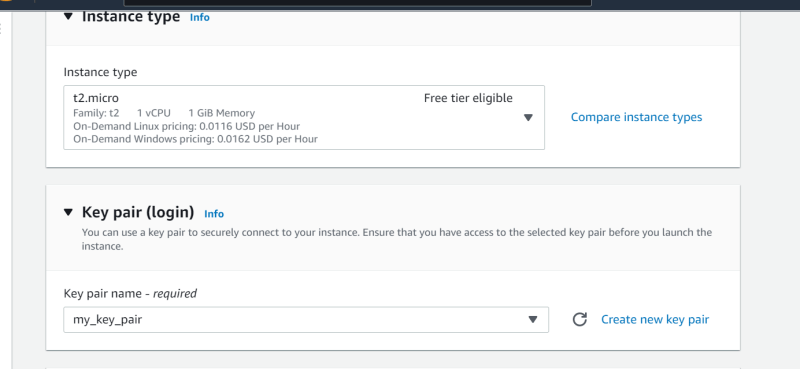 Instance type Info
Instance type
t2.micro Free tier eligible
Family: t2 1 vCPU 1 GiB Memory
On-Demand Linux pricing: 0.0116 USD per Hour
On-Demand Windows pricing: 0.0162 USD per Hour
Compare instance types
Key pair (login) Info
You can use a key pair to securely connect to your instance. Ensure that you have access to the selected key pair before you launch the
instance.
Key pair name - required
my_key_pair
Create new key pair